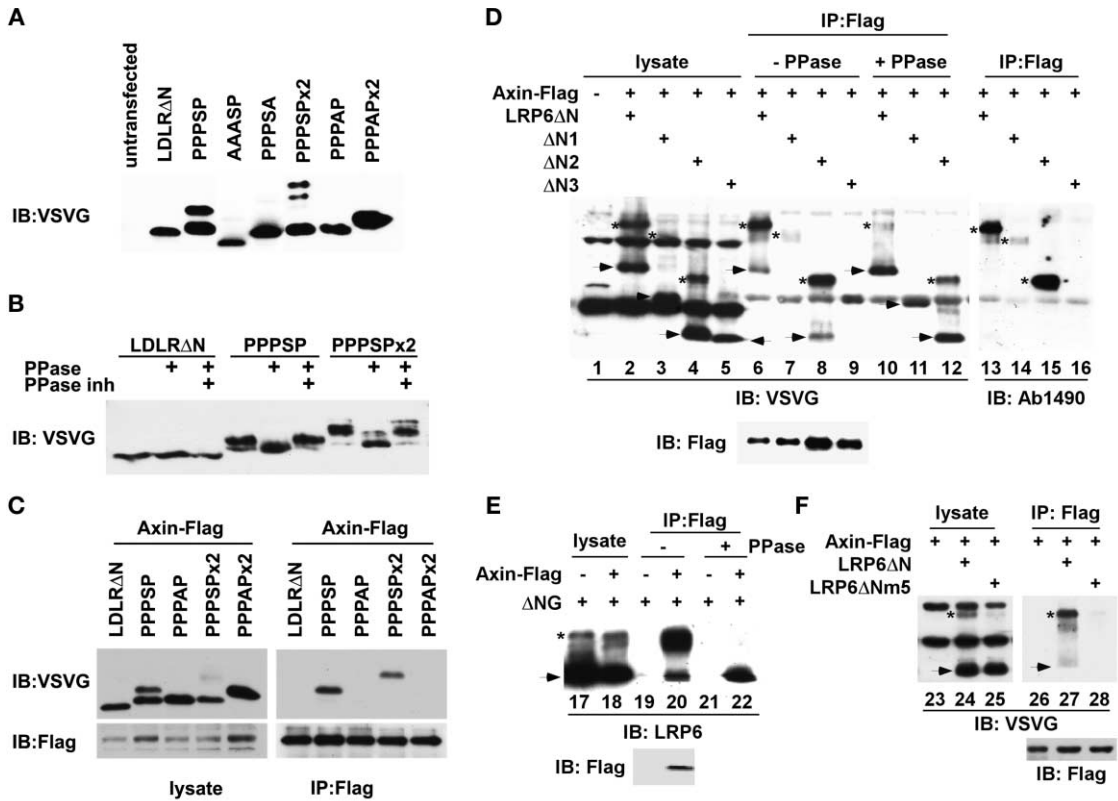 A
untransfected
LDLRΔN
PPPSP
AAASP
PPPSA
PPPSPx2
PPPAP
PPPAPx2
IB:VSVG
B
LDLRΔN PPPSP PPPSPx2
PPase + + + + + +
PPase inh + + +
IB: VSVG
C
Axin-Flag Axin-Flag
LDLRΔN
PPPSP
PPPAP
PPPSPx2
PPPAPx2
LDLRΔN
PPPSP
PPPAP
PPPSPx2
PPPAPx2
IB:VSVG
IB:Flag
lysate IP:Flag
D
IP:Flag
lysate - PPase + PPase IP:Flag
Axin-Flag - + + + + + + + + + + + + + + +
LRP6ΔN + + + +
ΔN1 + + + +
ΔN2 + + + +
ΔN3 + + +
* * * * * * * * * * *
1 2 3 4 5 6 7 8 9 10 11 12 13 14 15 16
IB: VSVG IB: Ab1490
IB: Flag
E
IP:Flag
lysate - + PPase
Axin-Flag - + - + - +
ΔNG + + + + + +
*
17 18 19 20 21 22
IB: LRP6
IB: Flag
F
lysate IP: Flag
Axin-Flag + + + + + +
LRP6ΔN + +
LRP6ΔNm5 + +
* *
23 24 25 26 27 28
IB: VSVG
IB: Flag